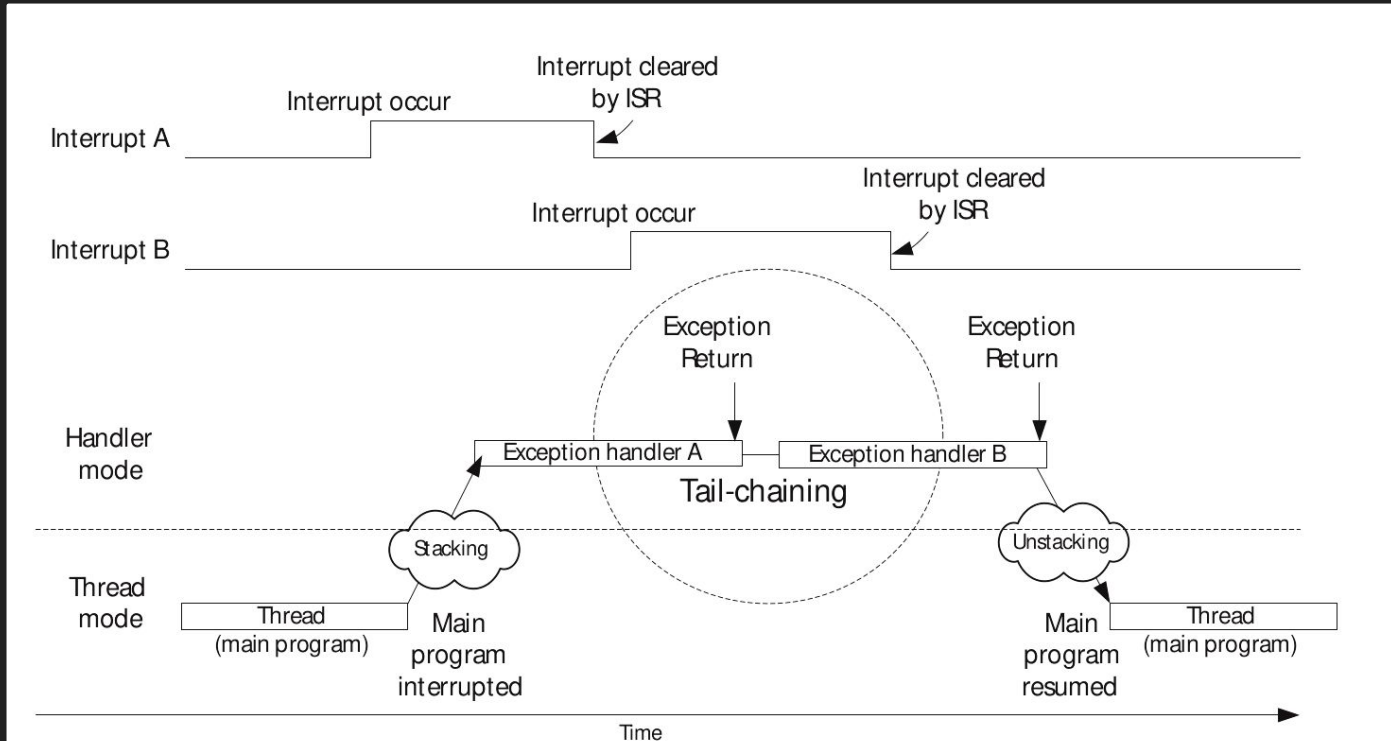 Interrupt cleared
by ISR
Interrupt occur
Interrupt A
Interrupt cleared
by ISR
Interrupt occur
Interrupt B
Exception
Return
Exception
Return
Handler
mode
Exception handler A
Exception handler B
Tail-chaining
Stacking
Unstacking
Thread
mode
Thread
(main program)
Main
program
interrupted
Main
program
resumed
Thread
(main program)
Time